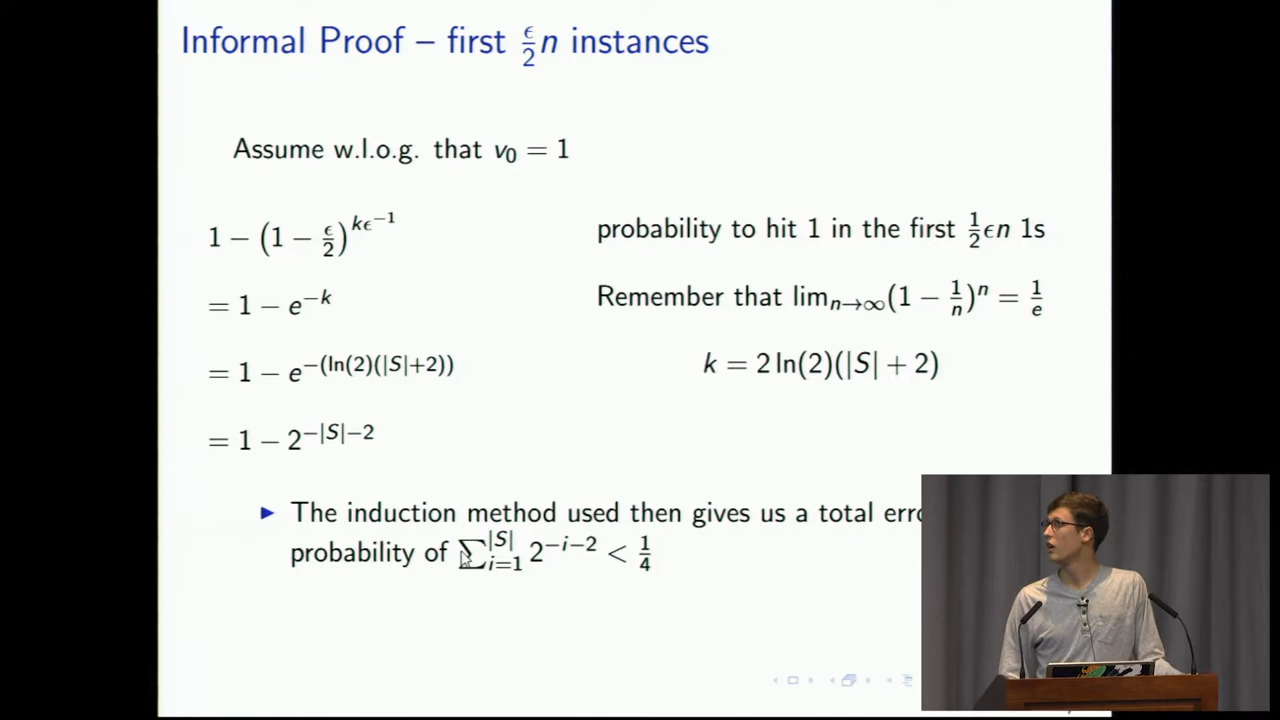 Informal Proof – first ϵ/2 n instances
Assume w.l.o.g. that v₀ = 1
1 − (1 − ϵ/2)^(kϵ⁻¹)
probability to hit 1 in the first 1/2 ϵn 1s
= 1 − e^(−k)
Remember that lim_(n→∞)(1 − 1/n)ⁿ = 1/e
= 1 − e^(−(ln(2)(|S|+2)))
k = 2 ln(2)(|S| + 2)
= 1 − 2^(−|S|−2)
The induction method used then gives us a total
probability of ∑_(i=1)^(|S|) 2^(−i−2) < 1/4